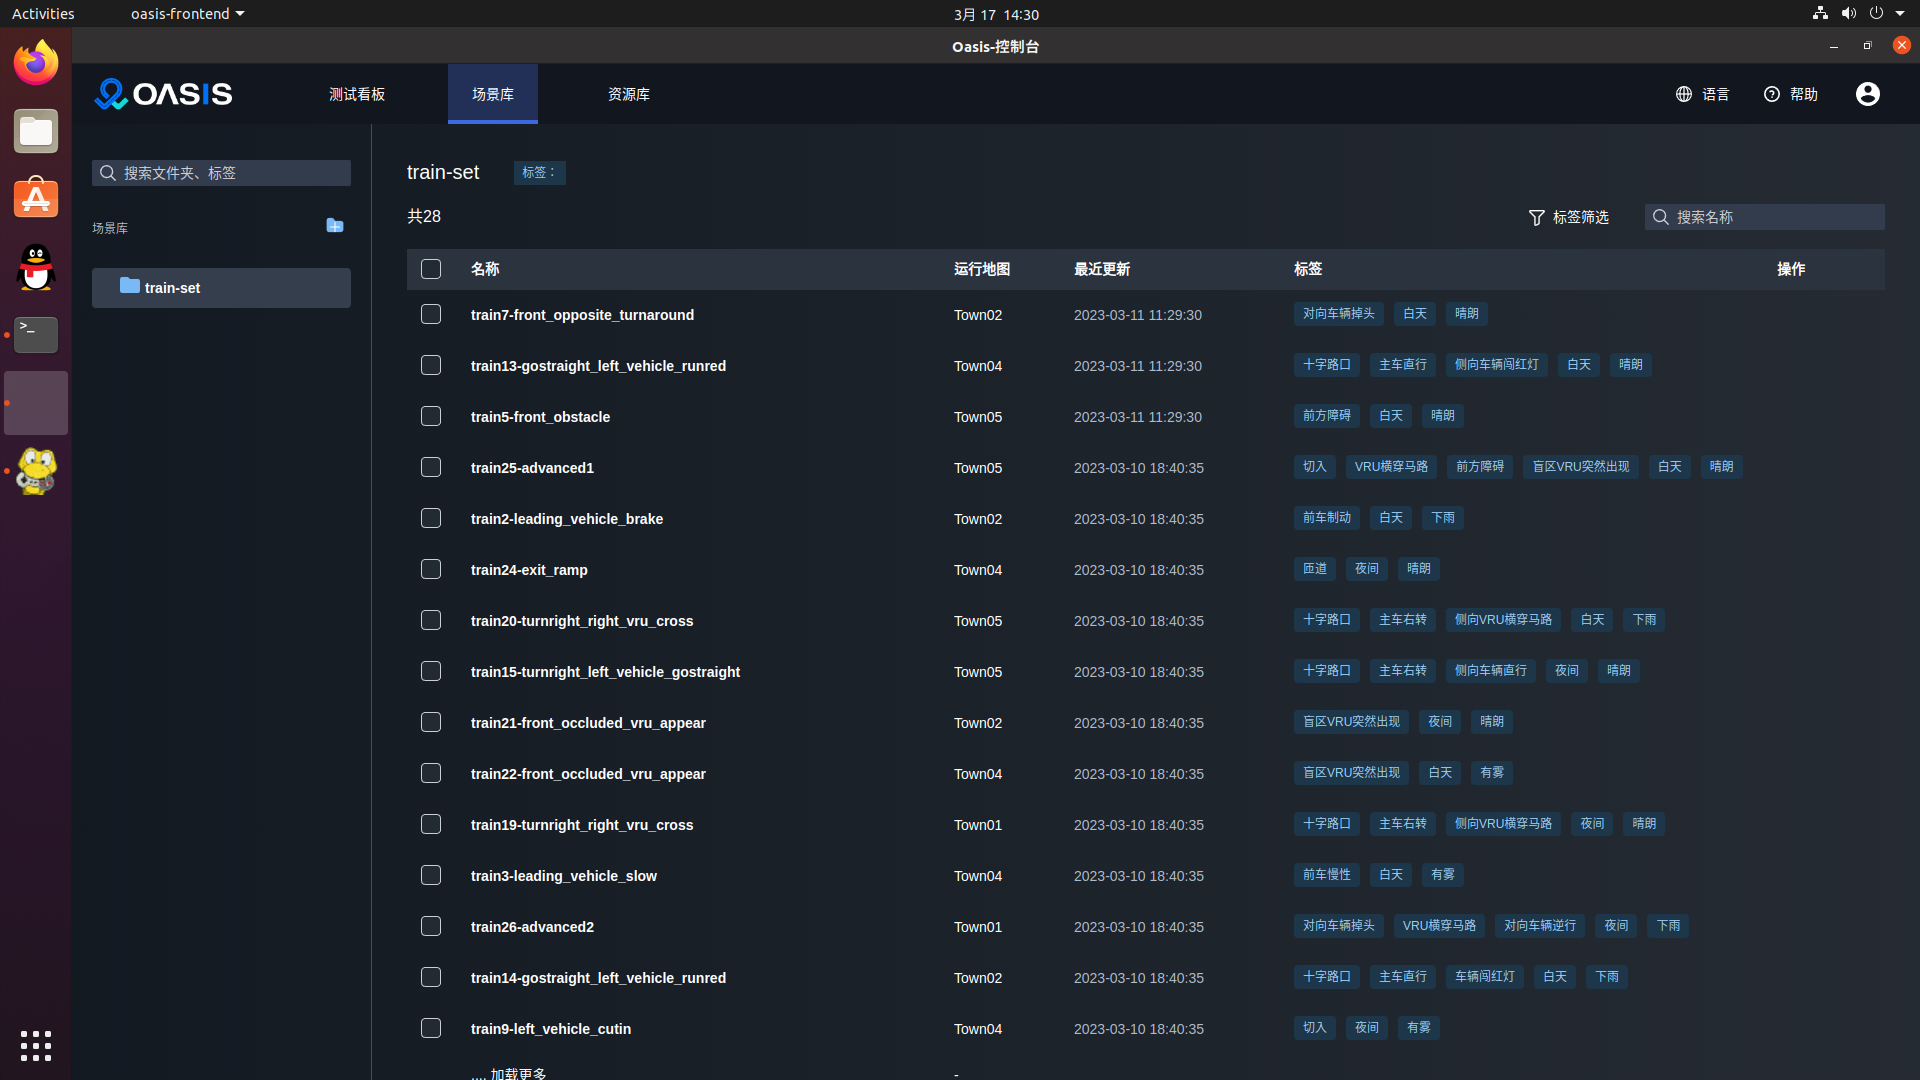 Activities oasis-frontend 3月 17 14:30
Oasis-控制台
OASIS 测试看板 场景库 资源库 语言 帮助
搜索文件夹、标签
场景库
train-set
train-set 标签：
共28 标签筛选 搜索名称
名称 运行地图 最近更新 标签 操作
train7-front_opposite_turnaround Town02 2023-03-11 11:29:30 对向车辆掉头 白天 晴朗
train13-gostraight_left_vehicle_runred Town04 2023-03-11 11:29:30 十字路口 主车直行 侧向车辆闯红灯 白天 晴朗
train5-front_obstacle Town05 2023-03-11 11:29:30 前方障碍 白天 晴朗
train25-advanced1 Town05 2023-03-10 18:40:35 切入 VRU横穿马路 前方障碍 盲区VRU突然出现 白天 晴朗
train2-leading_vehicle_brake Town02 2023-03-10 18:40:35 前车制动 白天 下雨
train24-exit_ramp Town04 2023-03-10 18:40:35 匝道 夜间 晴朗
train20-turnright_right_vru_cross Town05 2023-03-10 18:40:35 十字路口 主车右转 侧向VRU横穿马路 白天 下雨
train15-turnright_left_vehicle_gostraight Town05 2023-03-10 18:40:35 十字路口 主车右转 侧向车辆直行 夜间 晴朗
train21-front_occluded_vru_appear Town02 2023-03-10 18:40:35 盲区VRU突然出现 夜间 晴朗
train22-front_occluded_vru_appear Town04 2023-03-10 18:40:35 盲区VRU突然出现 白天 有雾
train19-turnright_right_vru_cross Town01 2023-03-10 18:40:35 十字路口 主车右转 侧向VRU横穿马路 夜间 晴朗
train3-leading_vehicle_slow Town04 2023-03-10 18:40:35 前车慢性 白天 有雾
train26-advanced2 Town01 2023-03-10 18:40:35 对向车辆掉头 VRU横穿马路 对向车辆逆行 夜间 下雨
train14-gostraight_left_vehicle_runred Town02 2023-03-10 18:40:35 十字路口 主车直行 车辆闯红灯 白天 下雨
train9-left_vehicle_cutin Town04 2023-03-10 18:40:35 切入 夜间 有雾
.... 加载更多 -